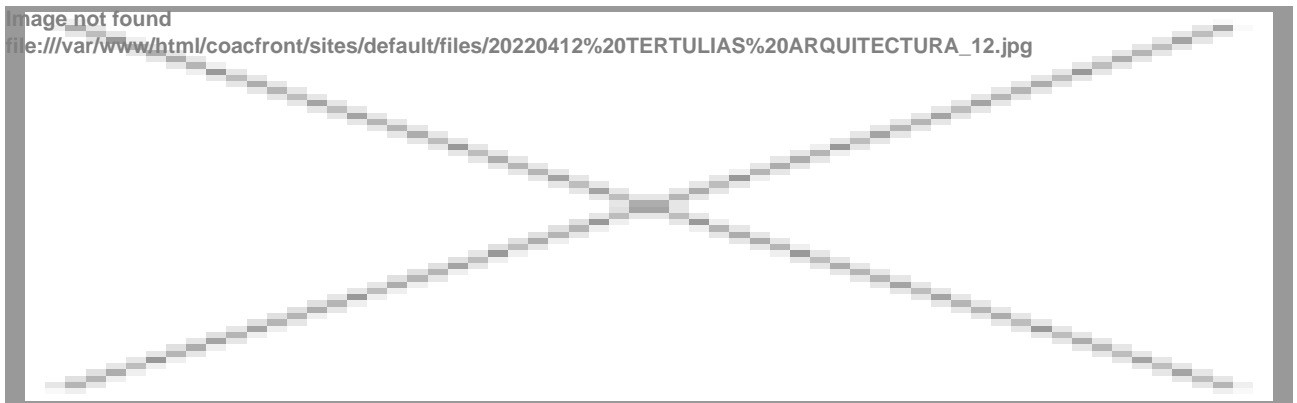 Image not found
file:///var/www/html/coacfront/sites/default/files/20220412%20TERTULIAS%20ARQUITECTURA_12.jpg